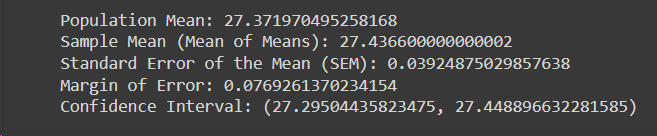 Population Mean: 27.371970495258168
Sample Mean (Mean of Means): 27.436600000000002
Standard Error of the Mean (SEM): 0.03924875029857638
Margin of Error: 0.0769261370234154
Confidence Interval: (27.29504435823475, 27.448896632281585)